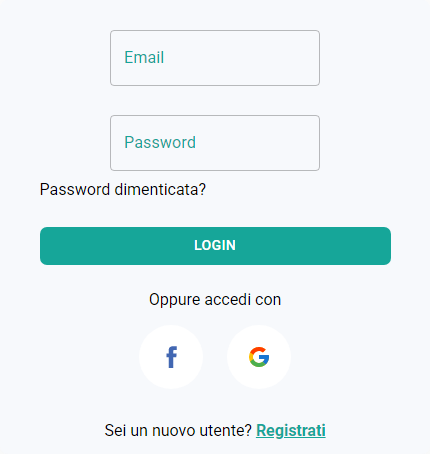 Email
Password
Password dimenticata?
LOGIN
Oppure accedi con
f G
Sei un nuovo utente? Registrati